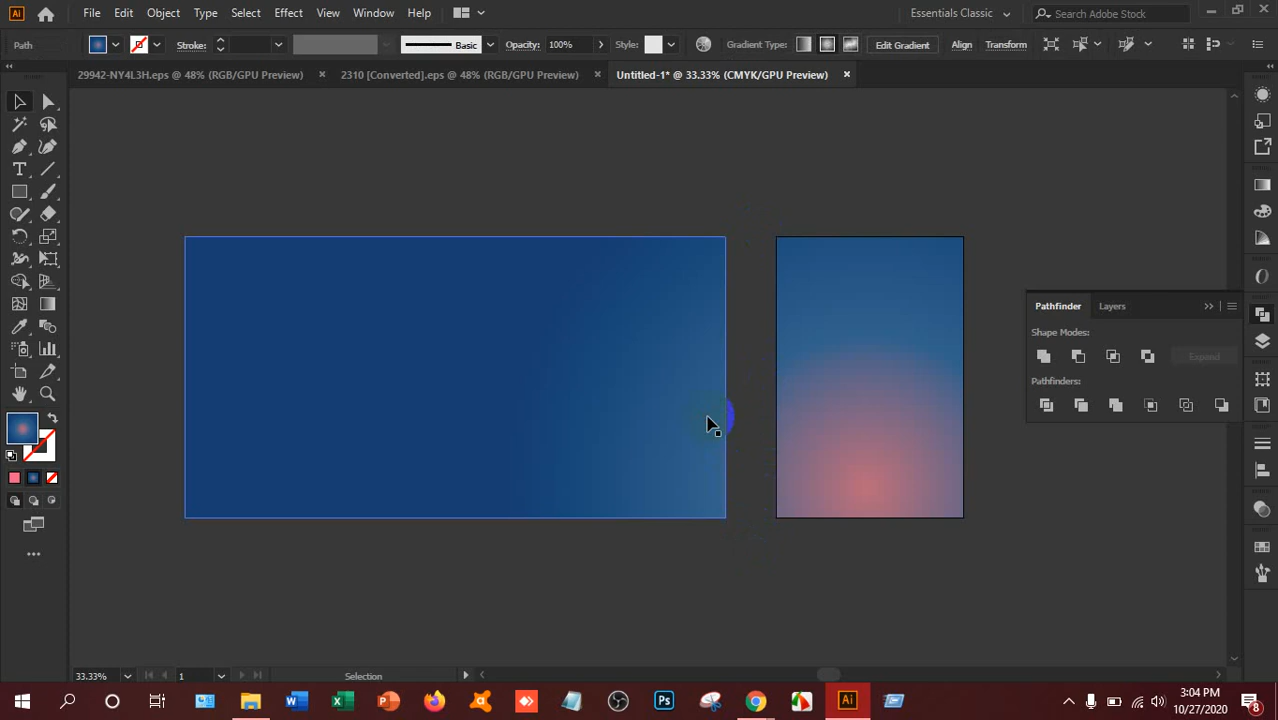 Ai File Edit Object Type Select Effect View Window Help Essentials Classic Search Adobe Stock
Path Stroke: Basic Opacity: 100% Style: Gradient Type: Edit Gradient Align Transform
29942-NY4L3H.eps @ 48% (RGB/GPU Preview) × 2310 [Converted].eps @ 48% (RGB/GPU Preview) × Untitled-1* @ 33.33% (CMYK/GPU Preview) ×
Pathfinder Layers
Shape Modes:
Expand
Pathfinders:
33.33% 1 Selection
Ps Ai 3:04 PM
10/27/2020 8